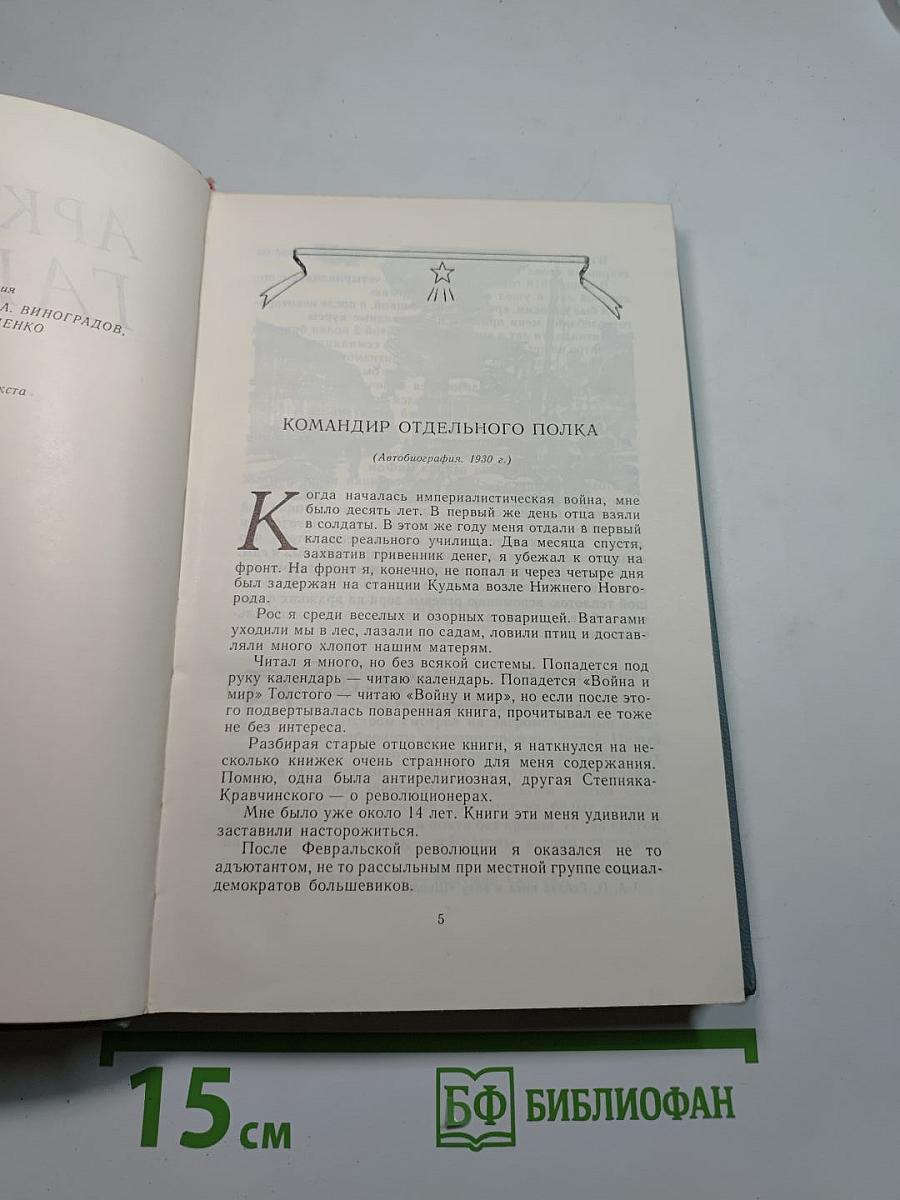 ия
А. ВИНОГРАДОВ,
ЧЕНКО
кста
КОМАНДИР ОТДЕЛЬНОГО ПОЛКА
(Автобиография. 1930 г.)
Когда началась империалистическая война, мне
было десять лет. В первый же день отца взяли
в солдаты. В этом же году меня отдали в первый
класс реального училища. Два месяца спустя,
захватив гривенник денег, я убежал к отцу на
фронт. На фронт я, конечно, не попал и через четыре дня
был задержан на станции Кудьма возле Нижнего Новго-
рода.
Рос я среди веселых и озорных товарищей. Ватагами
уходили мы в лес, лазали по садам, ловили птиц и достав-
ляли много хлопот нашим матерям.
Читал я много, но без всякой системы. Попадется под
руку календарь — читаю календарь. Попадется «Война и
мир» Толстого — читаю «Войну и мир», но если после это-
го подвертывалась поваренная книга, прочитывал ее тоже
не без интереса.
Разбирая старые отцовские книги, я наткнулся на не-
сколько книжек очень странного для меня содержания.
Помню, одна была антирелигиозная, другая Степняка-
Кравчинского — о революционерах.
Мне было уже около 14 лет. Книги эти меня удивили и
заставили насторожиться.
После Февральской революции я оказался не то
адъютантом, не то рассыльным при местной группе социал-
демократов большевиков.
5
15 см
БФ БИБЛИОФАН